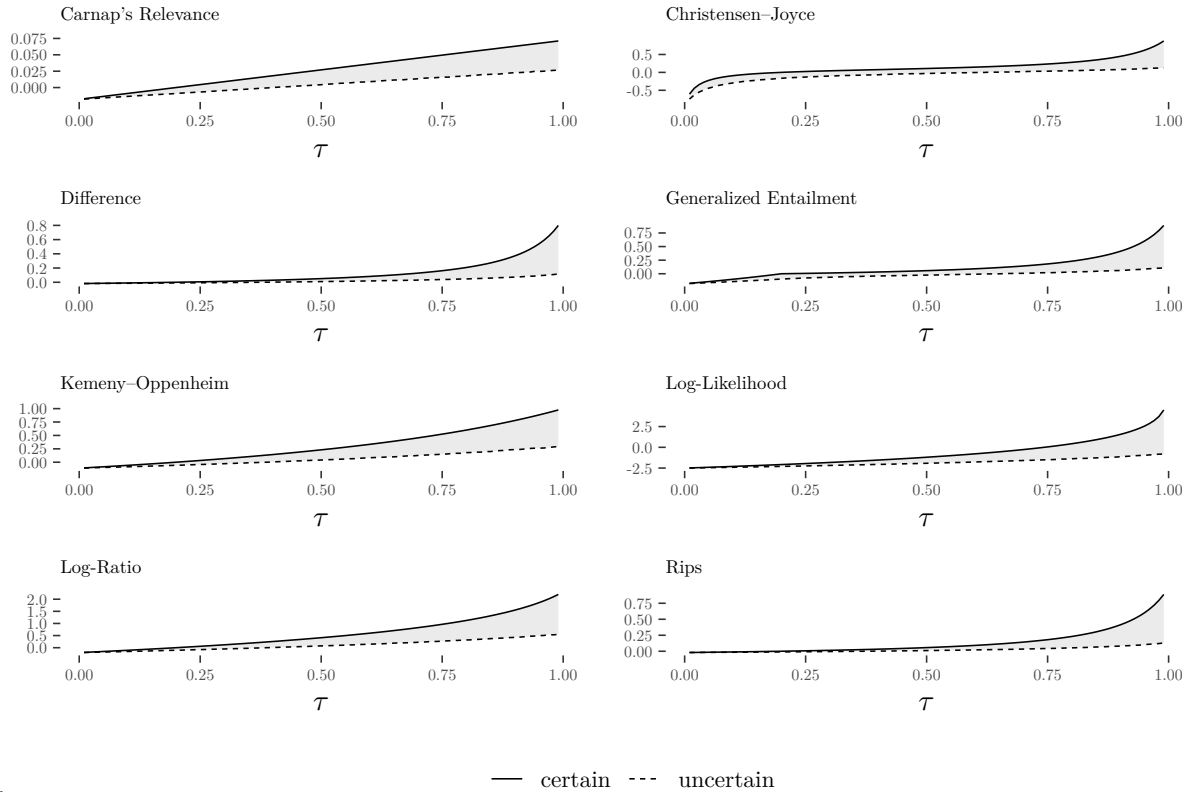 Carnap's Relevance
0.075
0.050
0.025
0.000
0.00 0.25 0.50 0.75 1.00
τ
Christensen–Joyce
0.5
0.0
-0.5
0.00 0.25 0.50 0.75 1.00
τ
Difference
0.8
0.6
0.4
0.2
0.0
0.00 0.25 0.50 0.75 1.00
τ
Generalized Entailment
0.75
0.50
0.25
0.00
0.00 0.25 0.50 0.75 1.00
τ
Kemeny–Oppenheim
1.00
0.75
0.50
0.25
0.00
0.00 0.25 0.50 0.75 1.00
τ
Log-Likelihood
2.5
0.0
-2.5
0.00 0.25 0.50 0.75 1.00
τ
Log-Ratio
2.0
1.5
1.0
0.5
0.0
0.00 0.25 0.50 0.75 1.00
τ
Rips
0.75
0.50
0.25
0.00
0.00 0.25 0.50 0.75 1.00
τ
certain uncertain